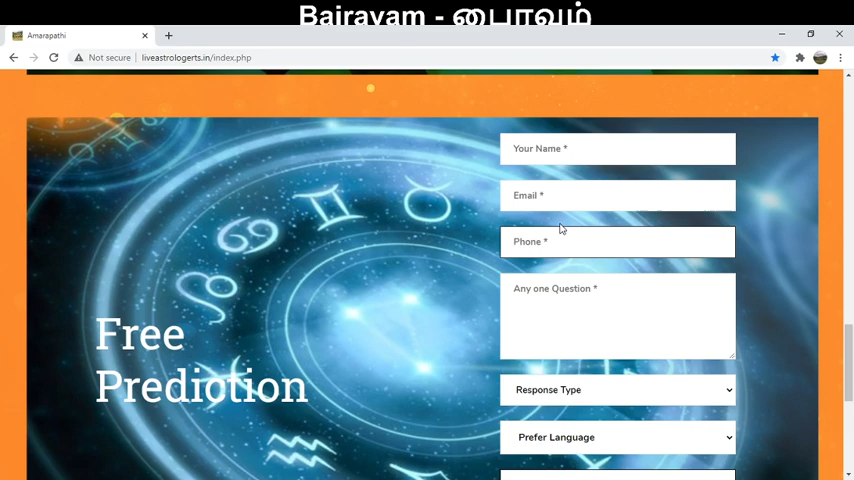 Bairavam - பைரவம்
Amarapathi
Not secure
liveastrologerts.in/index.php
Your Name *
Email *
Phone *
Any one Question *
Free
Prediction
Response Type
Prefer Language